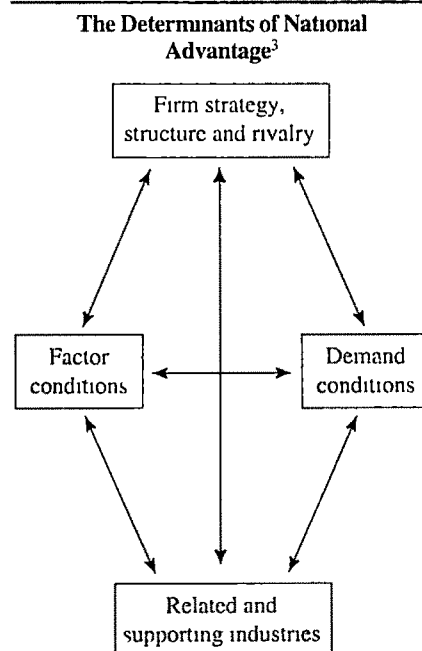 The Determinants of National
Advantage³
Firm strategy,
structure and rivalry
Factor
conditions
Demand
conditions
Related and
supporting industries